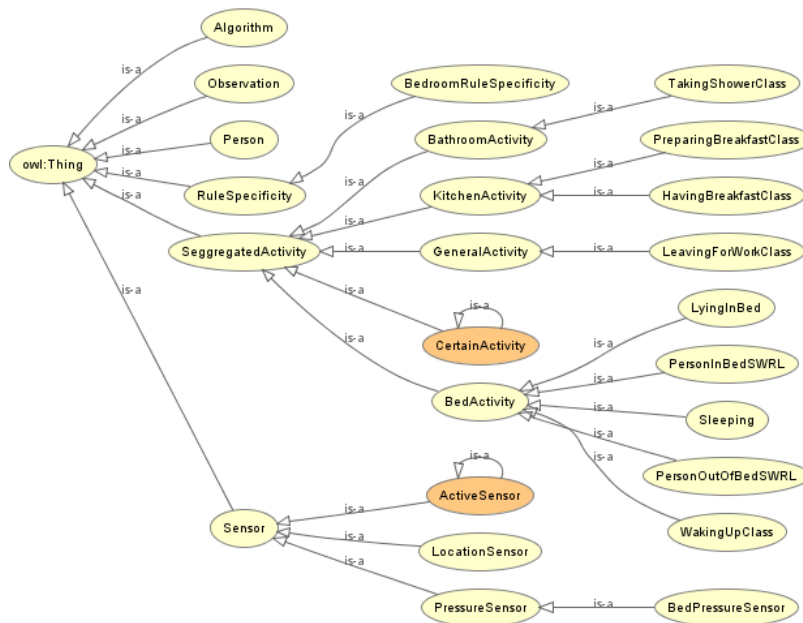 Algorithm
is-a
Observation
BedroomRuleSpecificity
TakingShowerClass
is-a
is-a
is-a
Person
BathroomActivity
PreparingBreakfastClass
is-a
owl:Thing
is-a
is-a
RuleSpecificity
KitchenActivity
HavingBreakfastClass
is-a
is-a
is-a
is-a
SeggregatedActivity
is-a
GeneralActivity
is-a
LeavingForWorkClass
is-a
is-a
is-a
LyingInBed
is-a
CertainActivity
is-a
PersonInBedSWRL
is-a
BedActivity
is-a
Sleeping
is-a
is-a
is-a
ActiveSensor
PersonOutOfBedSWRL
is-a
Sensor
is-a
WakingUpClass
LocationSensor
is-a
PressureSensor
is-a
BedPressureSensor